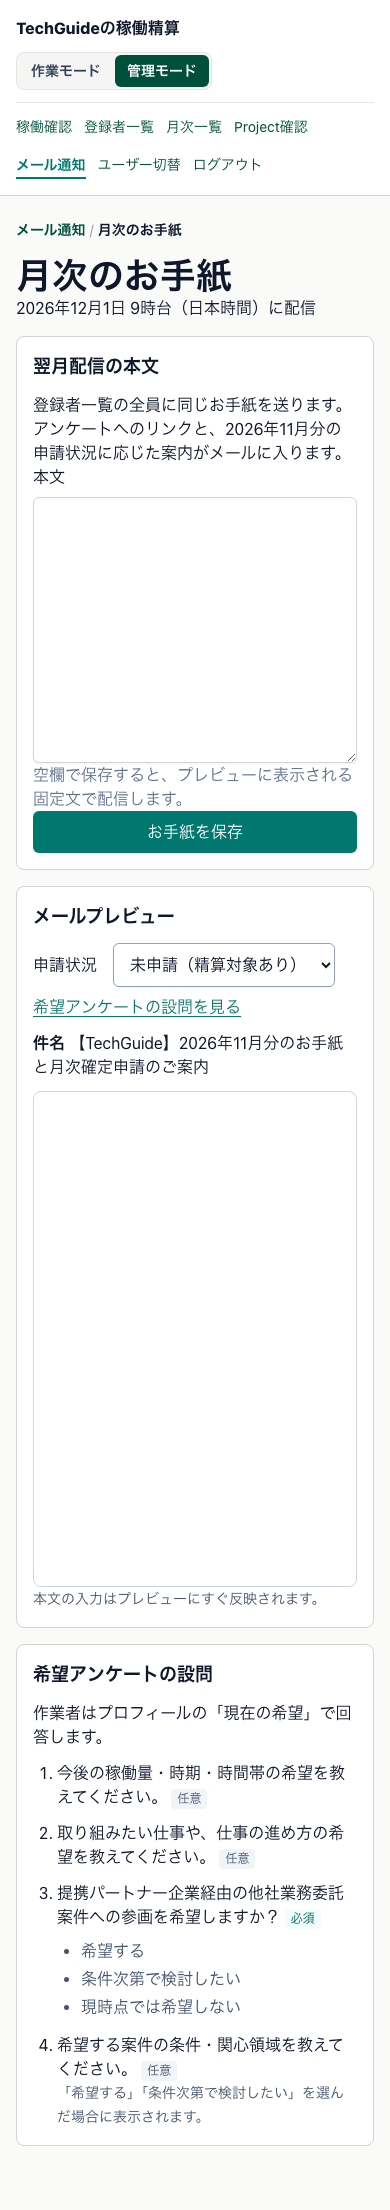 TechGuideの稼働精算
作業モード 管理モード
稼働確認 登録者一覧 月次一覧 Project確認
メール通知 ユーザー切替 ログアウト
メール通知 / 月次のお手紙
月次のお手紙
2026年12月1日 9時台（日本時間）に配信
翌月配信の本文
登録者一覧の全員に同じお手紙を送ります。
アンケートへのリンクと、2026年11月分の
申請状況に応じた案内がメールに入ります。
本文
空欄で保存すると、プレビューに表示される
固定文で配信します。
お手紙を保存
メールプレビュー
申請状況 未申請（精算対象あり）
希望アンケートの設問を見る
件名 【TechGuide】2026年11月分のお手紙
と月次確定申請のご案内
本文の入力はプレビューにすぐ反映されます。
希望アンケートの設問
作業者はプロフィールの「現在の希望」で回
答します。
1. 今後の稼働量・時期・時間帯の希望を教
えてください。 任意
2. 取り組みたい仕事や、仕事の進め方の希
望を教えてください。 任意
3. 提携パートナー企業経由の他社業務委託
案件への参画を希望しますか？ 必須
• 希望する
• 条件次第で検討したい
• 現時点では希望しない
4. 希望する案件の条件・関心領域を教えて
ください。 任意
「希望する」「条件次第で検討したい」を選ん
だ場合に表示されます。